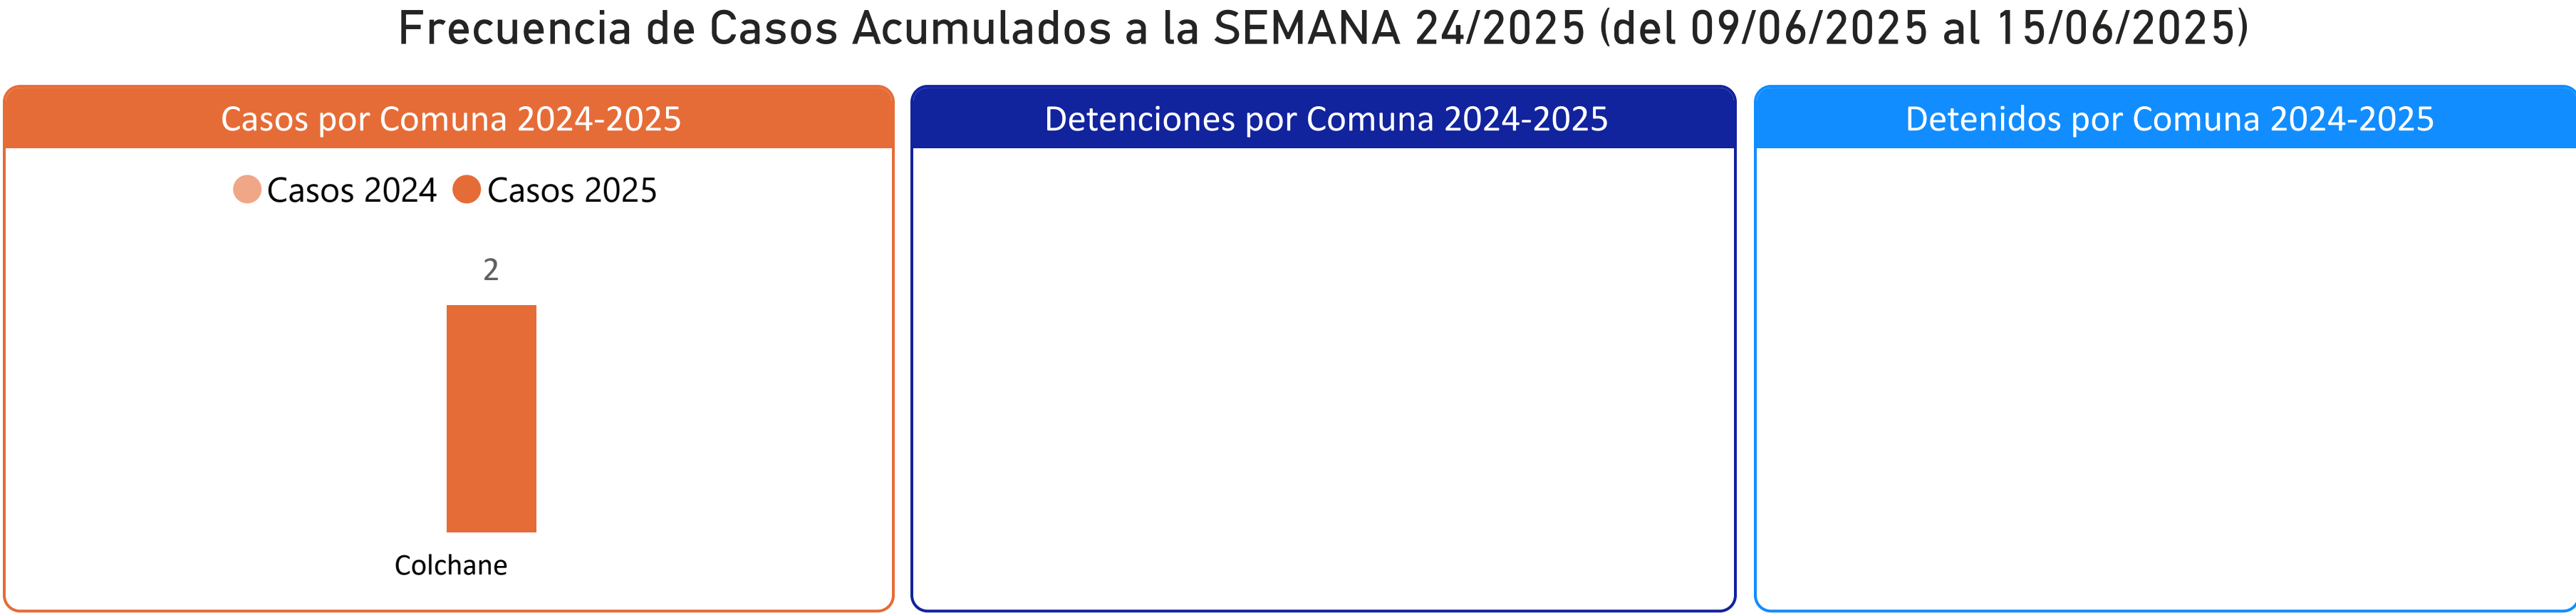 Frecuencia de Casos Acumulados a la SEMANA 24/2025 (del 09/06/2025 al 15/06/2025)
Casos por Comuna 2024-2025
Casos 2024 Casos 2025
2
Colchane
Detenciones por Comuna 2024-2025
Detenidos por Comuna 2024-2025